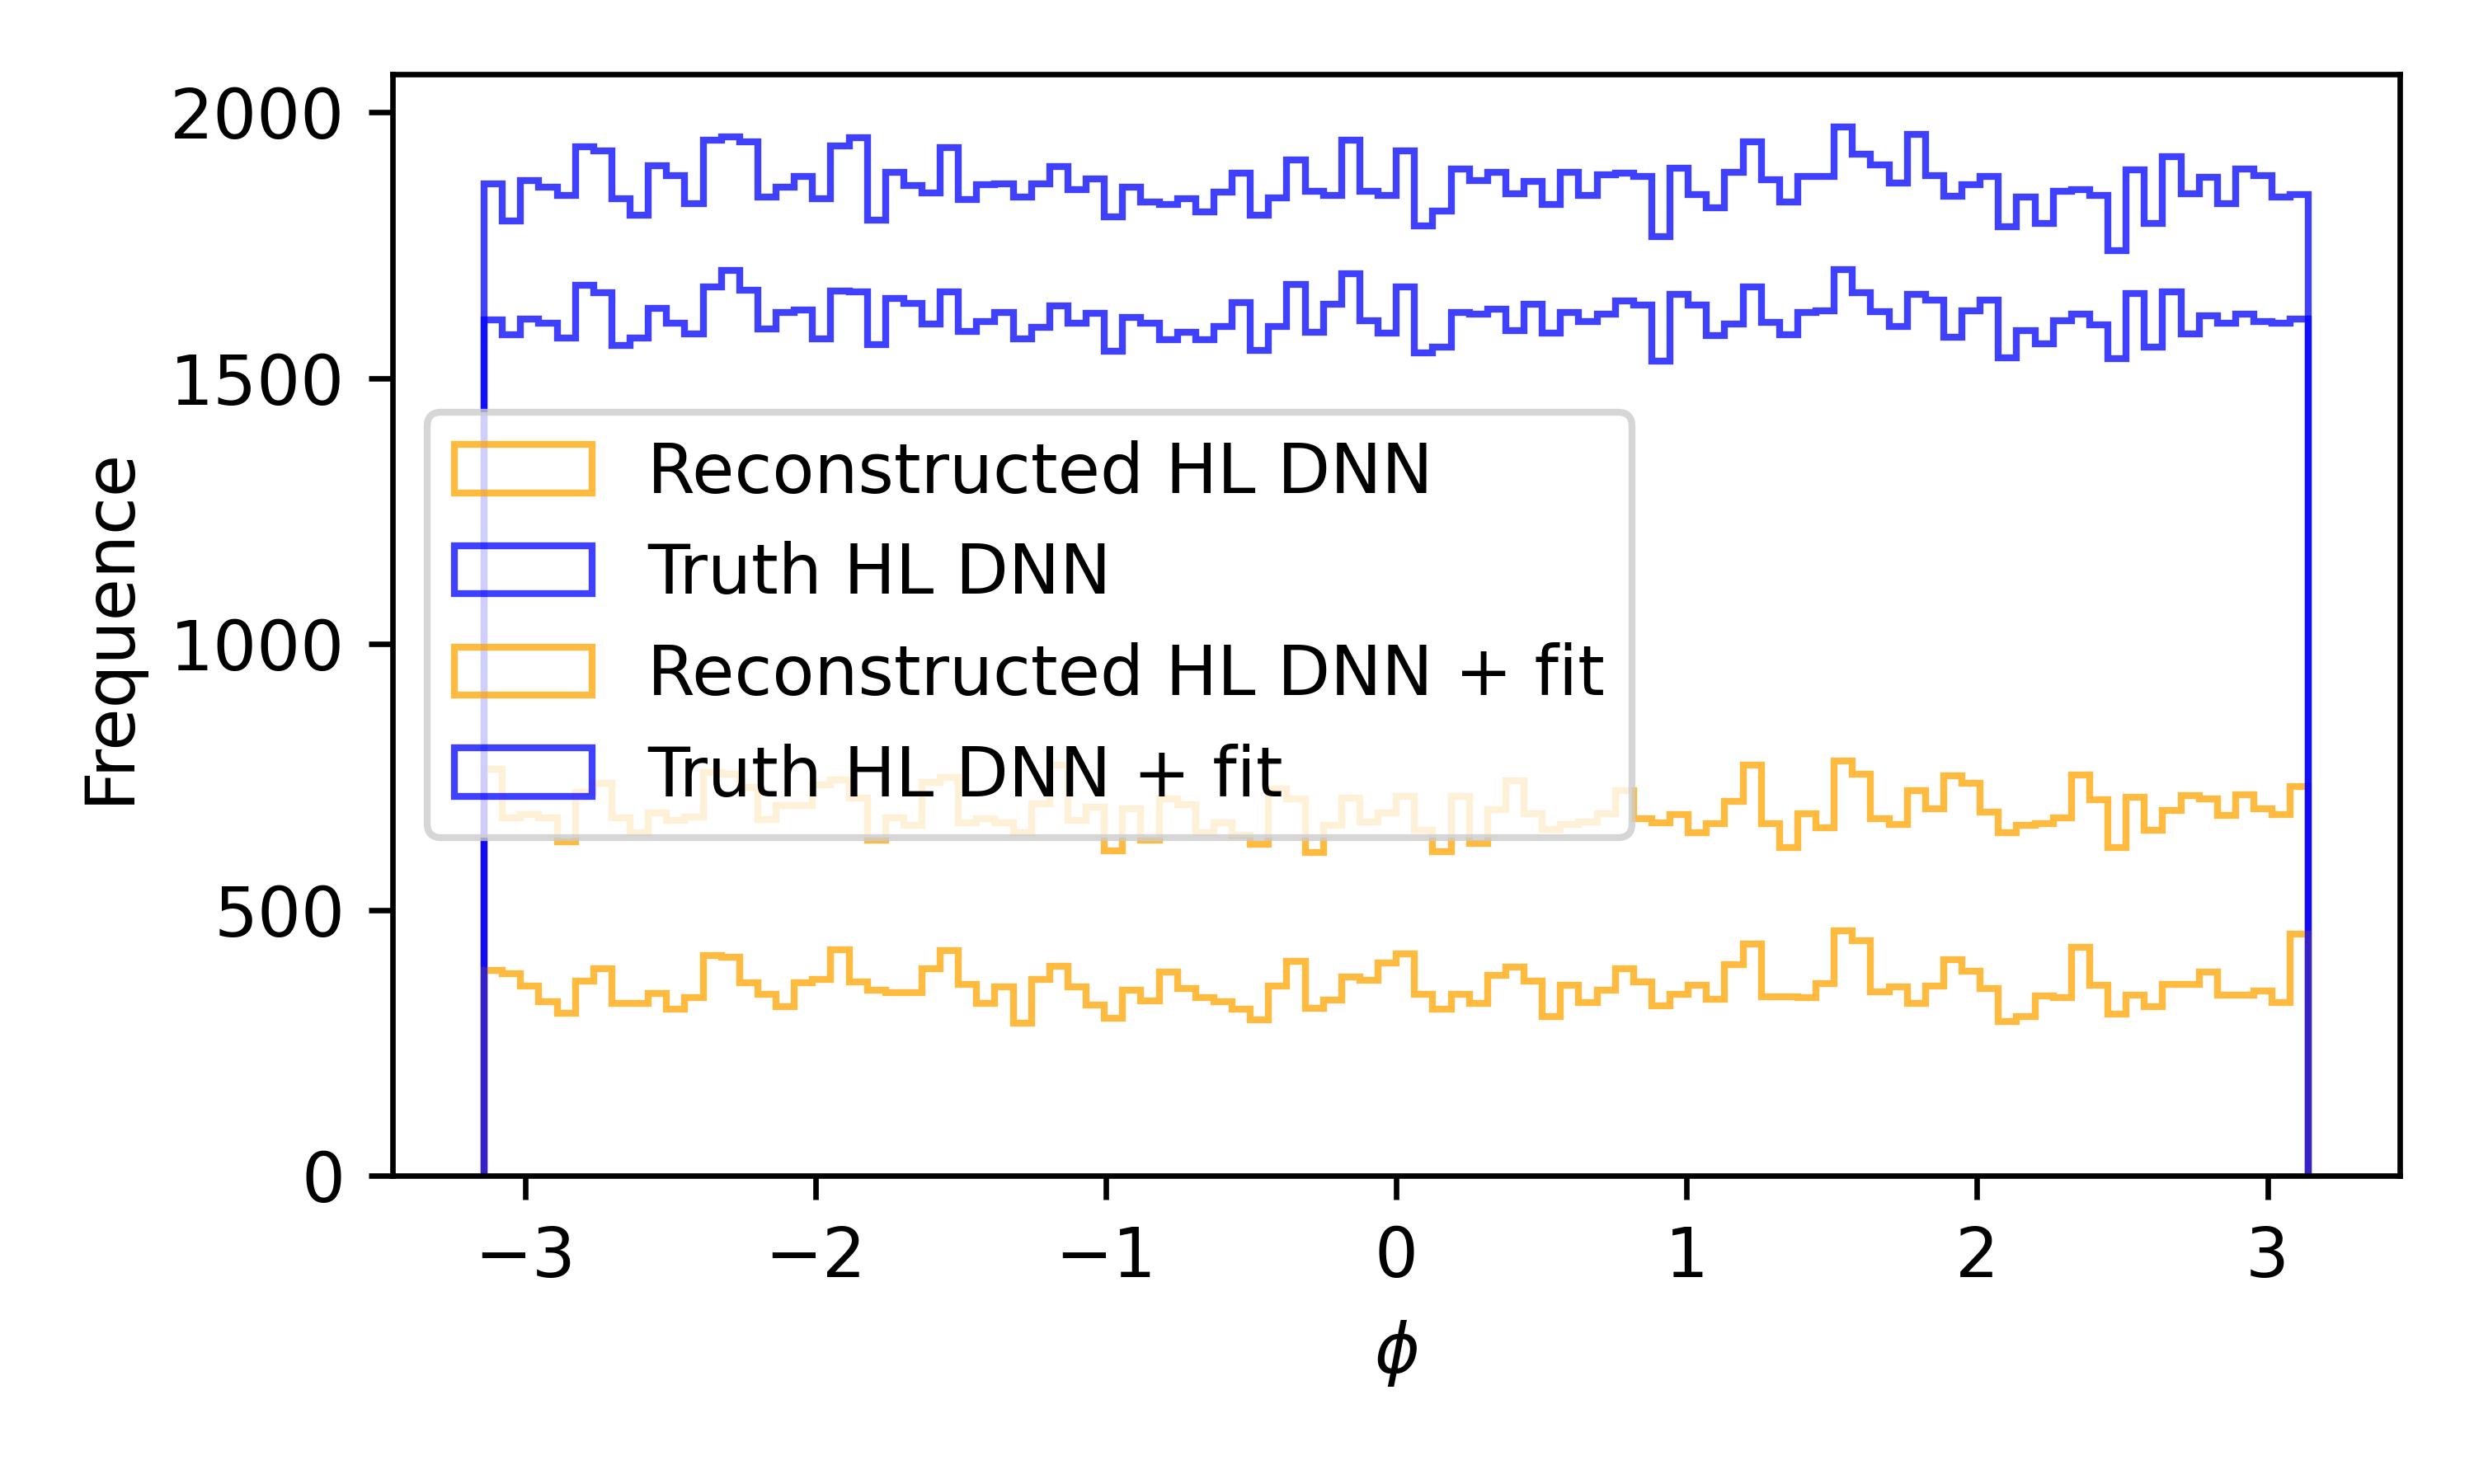 2000
1500
1000
500
0
Frequence
Reconstructed HL DNN
Truth HL DNN
Reconstructed HL DNN + fit
Truth HL DNN + fit
−3 −2 −1 0 1 2 3
ϕ